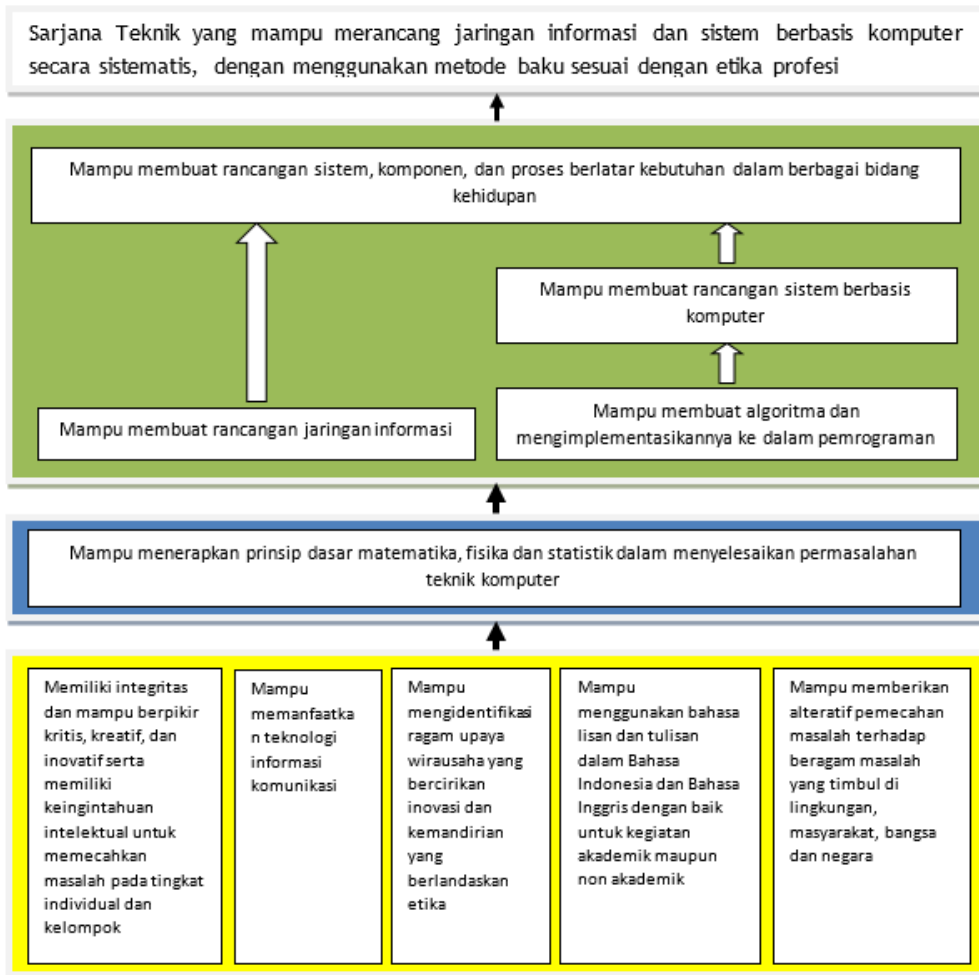 Sarjana Teknik yang mampu merancang jaringan informasi dan sistem berbasis komputer
secara sistematis, dengan menggunakan metode baku sesuai dengan etika profesi
Mampu membuat rancangan sistem, komponen, dan proses berlatar kebutuhan dalam berbagai bidang
kehidupan
Mampu membuat rancangan sistem berbasis
komputer
Mampu membuat rancangan jaringan informasi
Mampu membuat algoritma dan
mengimplementasikannya ke dalam pemrograman
Mampu menerapkan prinsip dasar matematika, fisika dan statistik dalam menyelesaikan permasalahan
teknik komputer
Memiliki integritas
dan mampu berpikir
kritis, kreatif, dan
inovatif serta
memiliki
keingintahuan
intelektual untuk
memecahkan
masalah pada tingkat
individual dan
kelompok
Mampu
memanfaatka
n teknologi
informasi
komunikasi
Mampu
mengidentifikasi
ragam upaya
wirausaha yang
bercirikan
inovasi dan
kemandirian
yang
berlandaskan
etika
Mampu
menggunakan bahasa
lisan dan tulisan
dalam Bahasa
Indonesia dan Bahasa
Inggris dengan baik
untuk kegiatan
akademik maupun
non akademik
Mampu memberikan
alteratif pemecahan
masalah terhadap
beragam masalah
yang timbul di
lingkungan,
masyarakat, bangsa
dan negara